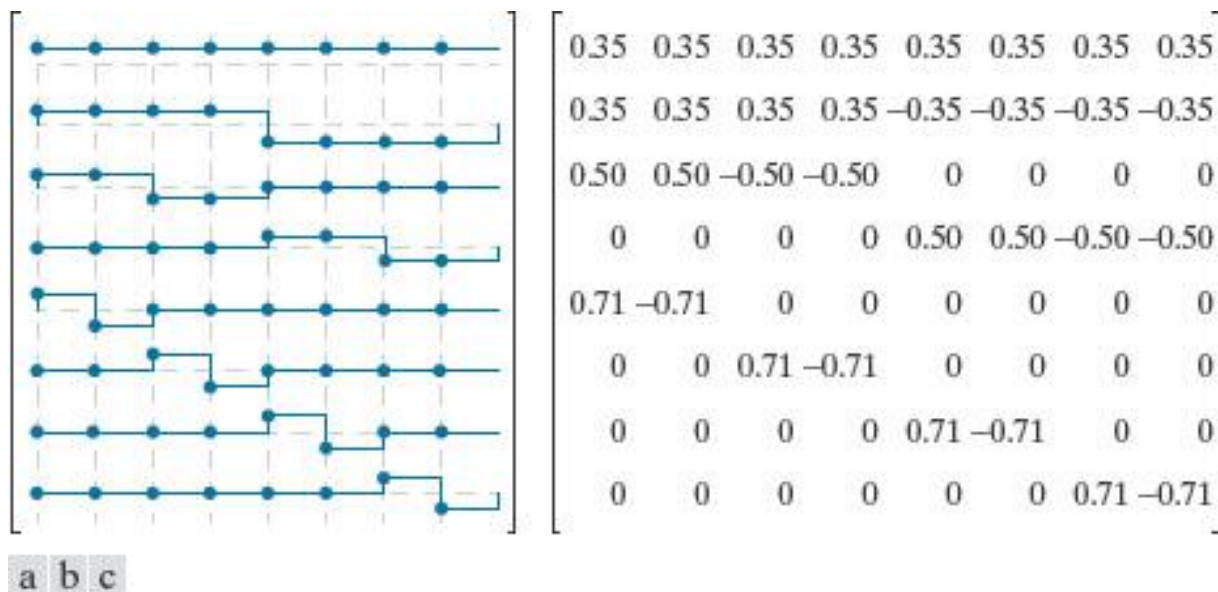 0.35 0.35 0.35 0.35 0.35 0.35 0.35 0.35
0.35 0.35 0.35 0.35 −0.35 −0.35 −0.35 −0.35
0.50 0.50 −0.50 −0.50 0 0 0 0
0 0 0 0 0.50 0.50 −0.50 −0.50
0.71 −0.71 0 0 0 0 0 0
0 0 0.71 −0.71 0 0 0 0
0 0 0 0 0.71 −0.71 0 0
0 0 0 0 0 0 0.71 −0.71
a b c